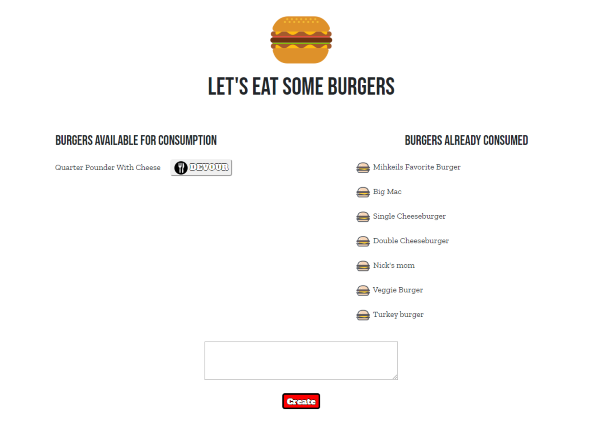 LET'S EAT SOME BURGERS
BURGERS AVAILABLE FOR CONSUMPTION
Quarter Pounder With Cheese DEVOUR
BURGERS ALREADY CONSUMED
Mihkeils Favorite Burger
Big Mac
Single Cheeseburger
Double Cheeseburger
Nick's mom
Veggie Burger
Turkey burger
Create